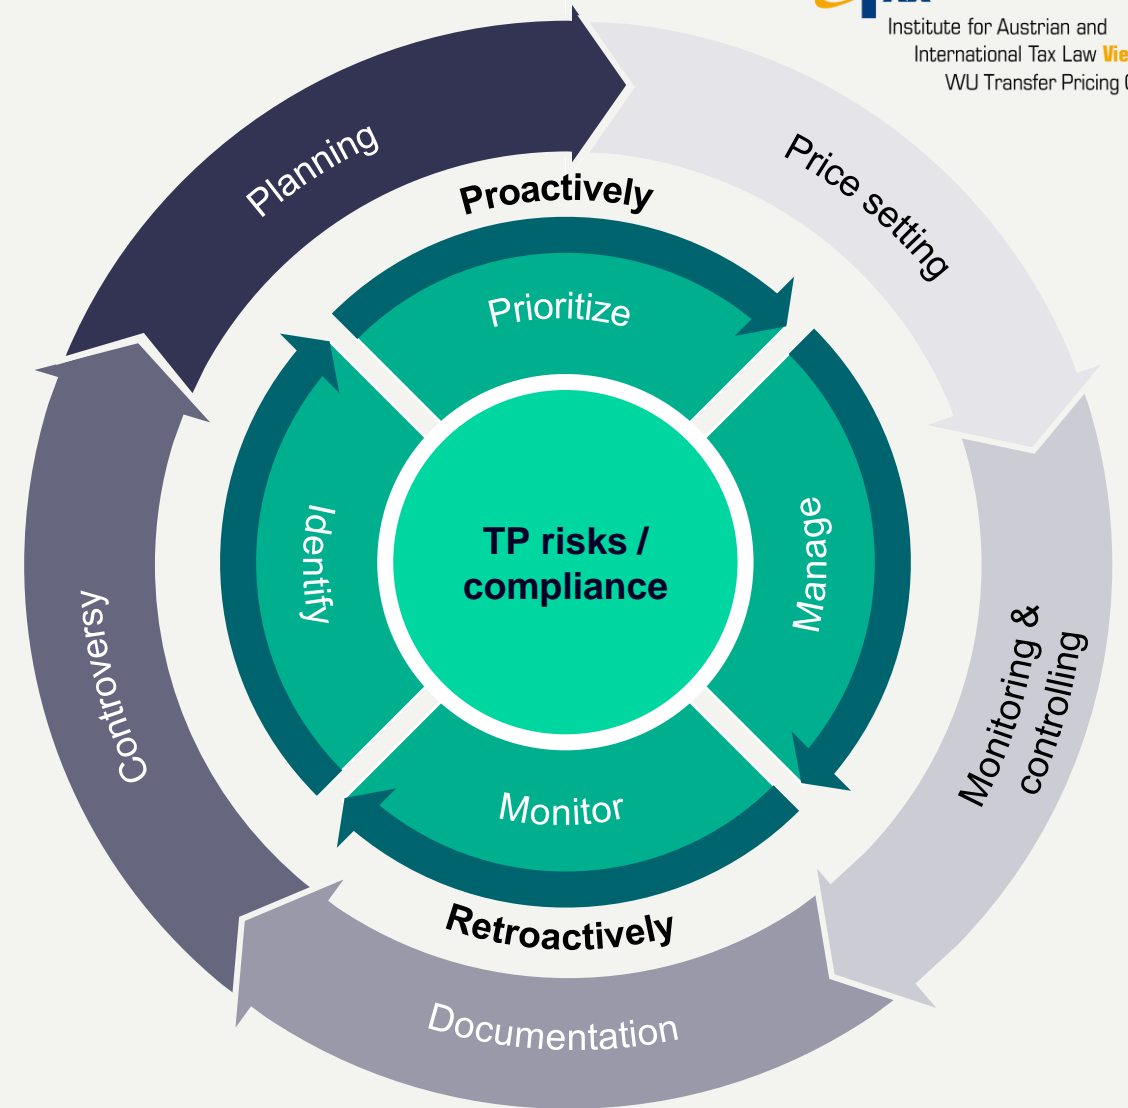 Institute for Austrian and
International Tax Law
WU Transfer Pricing
Planning
Price setting
Proactively
Prioritize
Identify
TP risks /
compliance
Manage
Controversy
Monitoring &
controlling
Monitor
Retroactively
Documentation